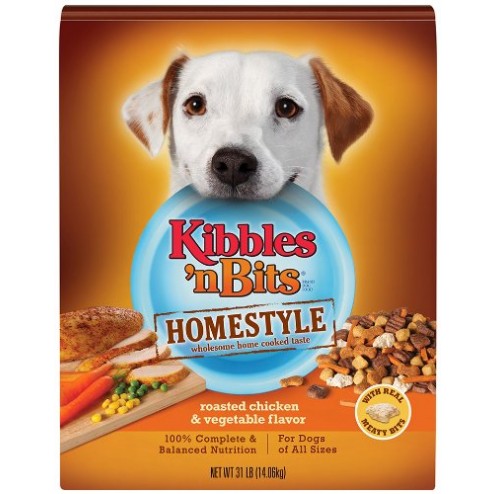 Kibbles
'n Bits
®
HOMESTYLE
wholesome home cooked taste
roasted chicken
& vegetable flavor
100% Complete &
Balanced Nutrition
For Dogs
of All Sizes
WITH REAL
MEATY BITS
NET WT 31 LB (14.06kg)